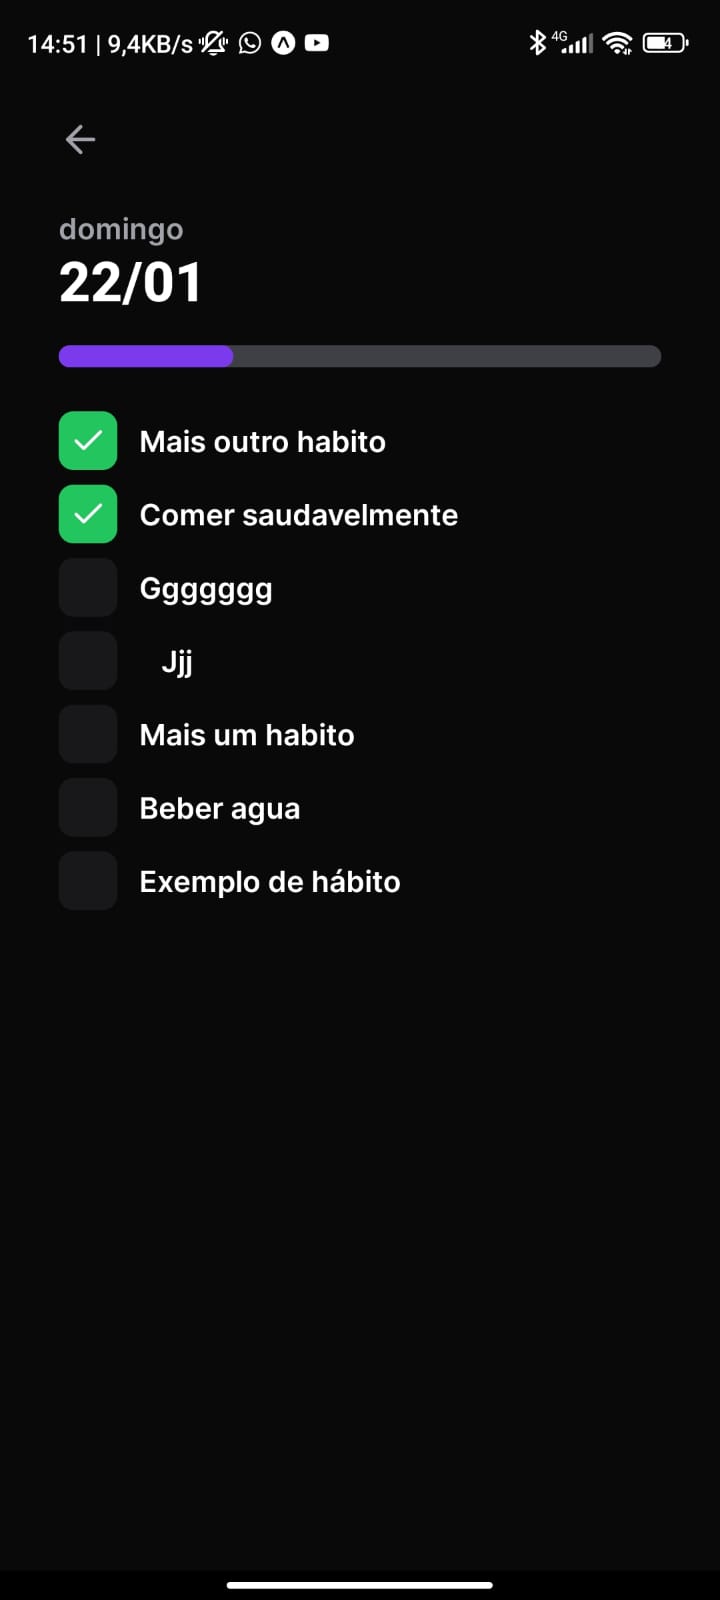 14:51 | 9,4KB/s 4G
domingo
22/01
Mais outro habito
Comer saudavelmente
Ggggggg
Jjj
Mais um habito
Beber agua
Exemplo de hábito